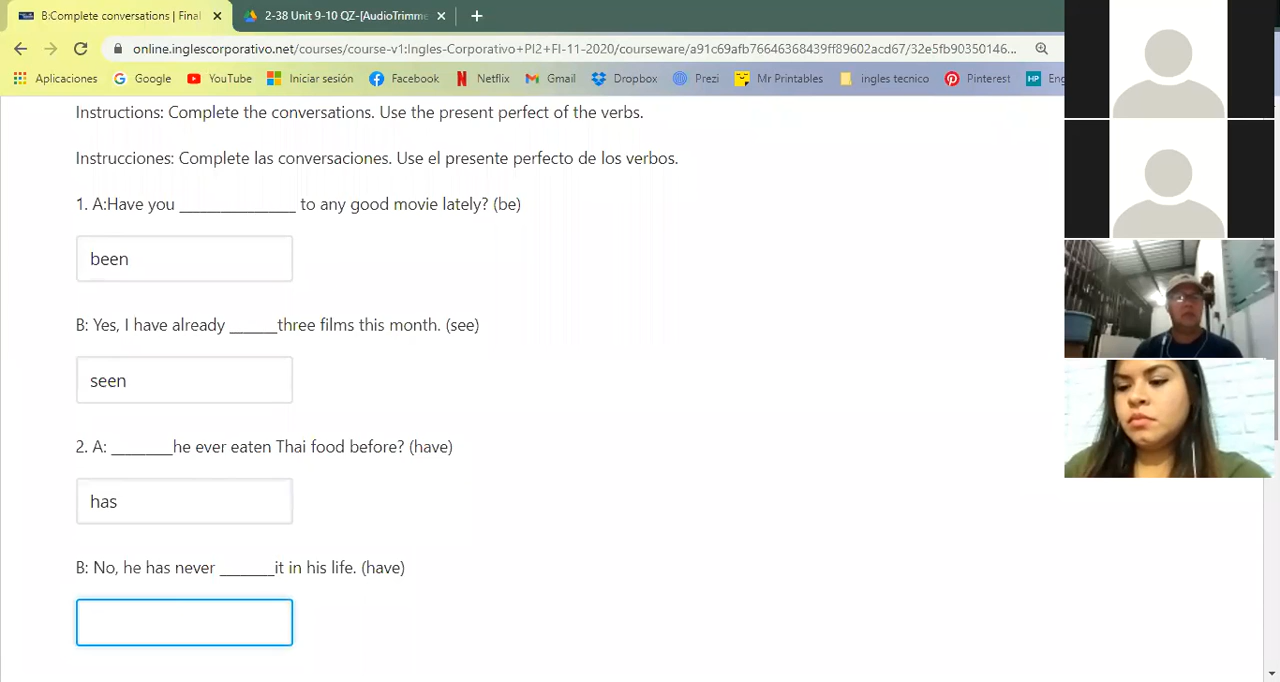 B:Complete conversations | Final
2-38 Unit 9-10 QZ-[AudioTrimme
online.inglescorporativo.net/courses/course-v1:Ingles-Corporativo+PI2+FI-11-2020/courseware/a91c69afb76646368439ff89602acd67/32e5fb90350146...
Aplicaciones Google YouTube Iniciar sesión Facebook Netflix Gmail Dropbox Prezi Mr Printables ingles tecnico Pinterest HP Eng
Instructions: Complete the conversations. Use the present perfect of the verbs.
Instrucciones: Complete las conversaciones. Use el presente perfecto de los verbos.
1. A:Have you ______________ to any good movie lately? (be)
been
B: Yes, I have already ______three films this month. (see)
seen
2. A: ________he ever eaten Thai food before? (have)
has
B: No, he has never _______it in his life. (have)